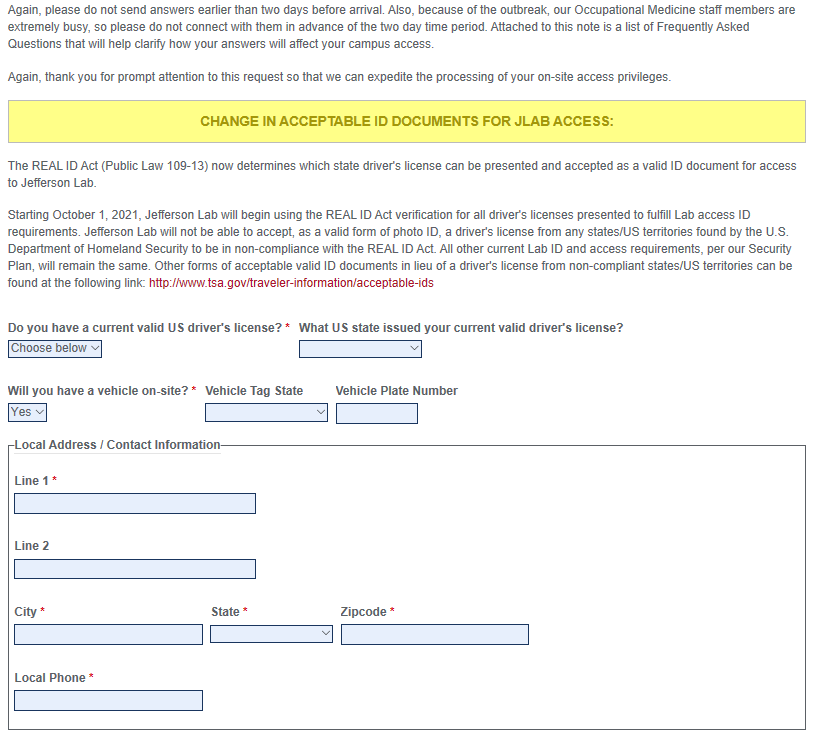 Again, please do not send answers earlier than two days before arrival. Also, because of the outbreak, our Occupational Medicine staff members are
extremely busy, so please do not connect with them in advance of the two day time period. Attached to this note is a list of Frequently Asked
Questions that will help clarify how your answers will affect your campus access.
Again, thank you for prompt attention to this request so that we can expedite the processing of your on-site access privileges.
CHANGE IN ACCEPTABLE ID DOCUMENTS FOR JLAB ACCESS:
The REAL ID Act (Public Law 109-13) now determines which state driver's license can be presented and accepted as a valid ID document for access
to Jefferson Lab.
Starting October 1, 2021, Jefferson Lab will begin using the REAL ID Act verification for all driver's licenses presented to fulfill Lab access ID
requirements. Jefferson Lab will not be able to accept, as a valid form of photo ID, a driver's license from any states/US territories found by the U.S.
Department of Homeland Security to be in non-compliance with the REAL ID Act. All other current Lab ID and access requirements, per our Security
Plan, will remain the same. Other forms of acceptable valid ID documents in lieu of a driver's license from non-compliant states/US territories can be
found at the following link: http://www.tsa.gov/traveler-information/acceptable-ids
Do you have a current valid US driver's license? * What US state issued your current valid driver's license?
Choose below
Will you have a vehicle on-site? * Vehicle Tag State Vehicle Plate Number
Yes
Local Address / Contact Information
Line 1 *
Line 2
City * State * Zipcode *
Local Phone *